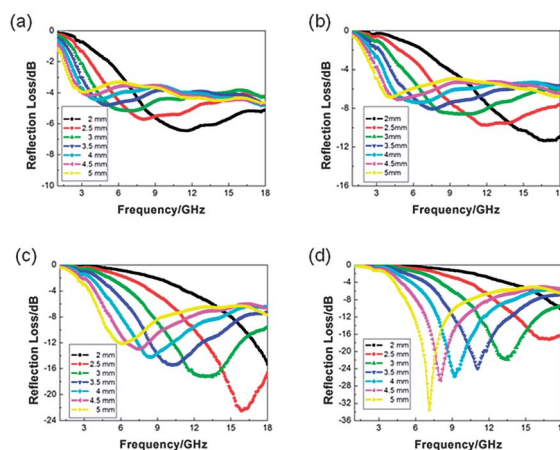 (a)
0
-2
-4
-6
-8
-10
Reflection Loss/dB
2 mm
2.5 mm
3 mm
3.5 mm
4 mm
4.5 mm
5 mm
3 6 9 12 15 18
Frequency/GHz
(b)
0
-4
-8
-12
-16
Reflection Loss/dB
2mm
2.5mm
3mm
3.5mm
4mm
4.5mm
5mm
3 6 9 12 15 18
Frequency/GHz
(c)
0
-4
-8
-12
-16
-20
-24
Reflection Loss/dB
2 mm
2.5 mm
3 mm
3.5 mm
4 mm
4.5 mm
5 mm
3 6 9 12 15 18
Frequency/GHz
(d)
0
-4
-8
-12
-16
-20
-24
-28
-32
-36
Reflection Loss/dB
2 mm
2.5 mm
3 mm
3.5 mm
4 mm
4.5 mm
5 mm
3 6 9 12 15 18
Frequency/GHz